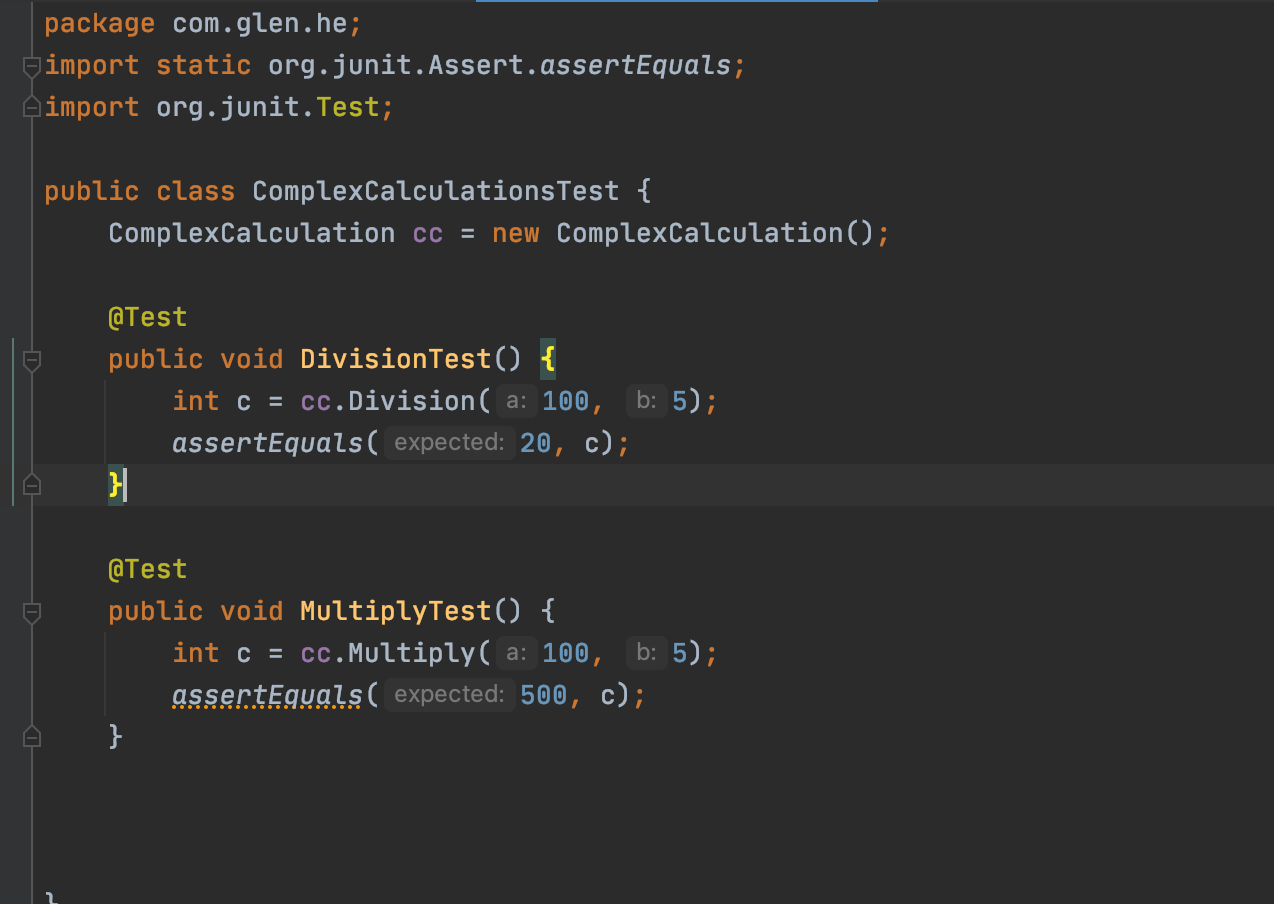 package com.glen.he;
import static org.junit.Assert.assertEquals;
import org.junit.Test;
public class ComplexCalculationsTest {
ComplexCalculation cc = new ComplexCalculation();
@Test
public void DivisionTest() {
int c = cc.Division( a: 100, b: 5);
assertEquals( expected: 20, c);
}
@Test
public void MultiplyTest() {
int c = cc.Multiply( a: 100, b: 5);
assertEquals( expected: 500, c);
}
}